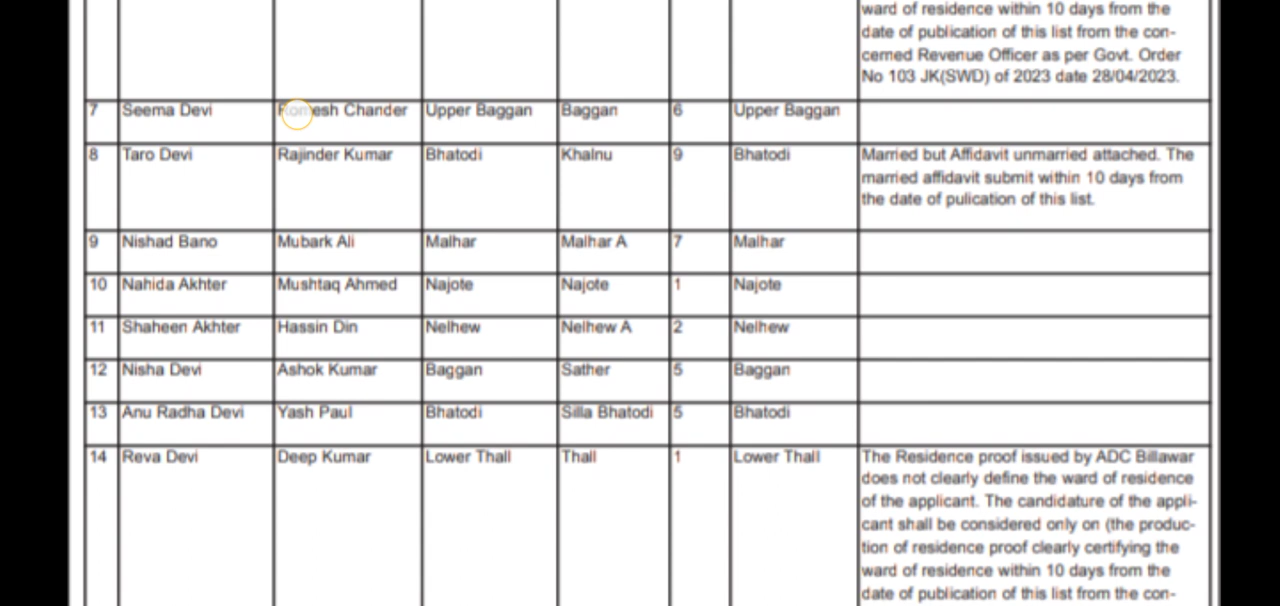 ward of residence within 10 days from the
date of publication of this list from the con-
cerned Revenue Officer as per Govt. Order
No 103 JK(SWD) of 2023 date 28/04/2023.
7 Seema Devi Romesh Chander Upper Baggan Baggan 6 Upper Baggan
8 Taro Devi Rajinder Kumar Bhatodi Khalnu 9 Bhatodi Married but Affidavit unmarried attached. The
married affidavit submit within 10 days from
the date of pulication of this list.
9 Nishad Bano Mubark Ali Malhar Malhar A 7 Malhar
10 Nahida Akhter Mushtaq Ahmed Najote Najote 1 Najote
11 Shaheen Akhter Hassin Din Nelhew Nelhew A 2 Nelhew
12 Nisha Devi Ashok Kumar Baggan Sather 5 Baggan
13 Anu Radha Devi Yash Paul Bhatodi Silla Bhatodi 5 Bhatodi
14 Reva Devi Deep Kumar Lower Thall Thall 1 Lower Thall The Residence proof issued by ADC Billawar
does not clearly define the ward of residence
of the applicant. The candidature of the appli-
cant shall be considered only on (the produc-
tion of residence proof clearly certifying the
ward of residence within 10 days from the
date of publication of this list from the con-